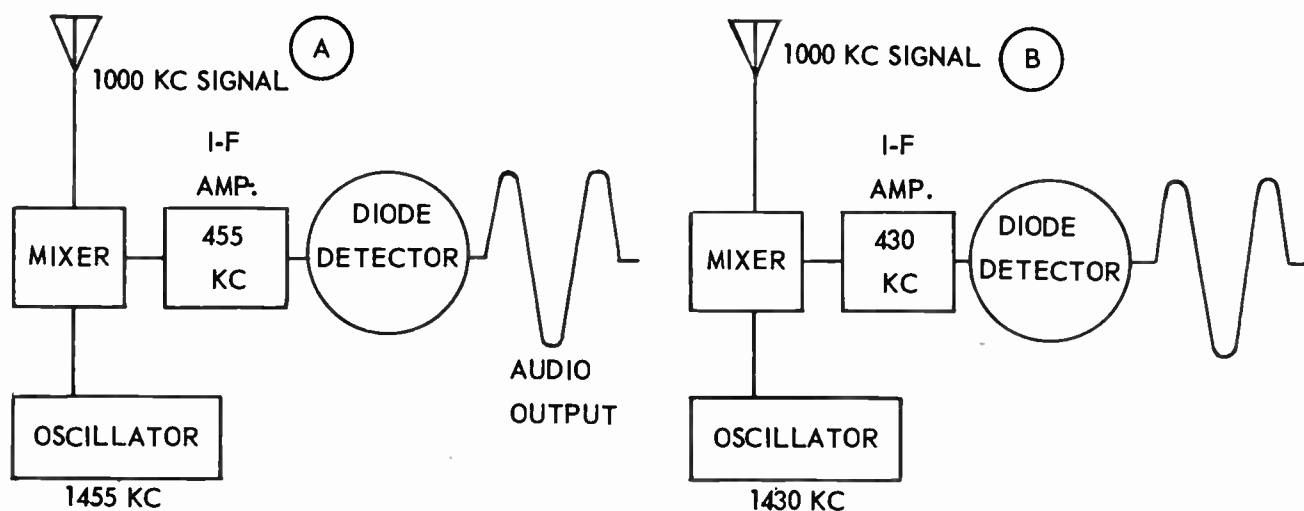 A
1000 KC SIGNAL
I-F
AMP.
MIXER
455
KC
DIODE
DETECTOR
AUDIO
OUTPUT
OSCILLATOR
1455 KC
B
1000 KC SIGNAL
I-F
AMP.
MIXER
430
KC
DIODE
DETECTOR
OSCILLATOR
1430 KC